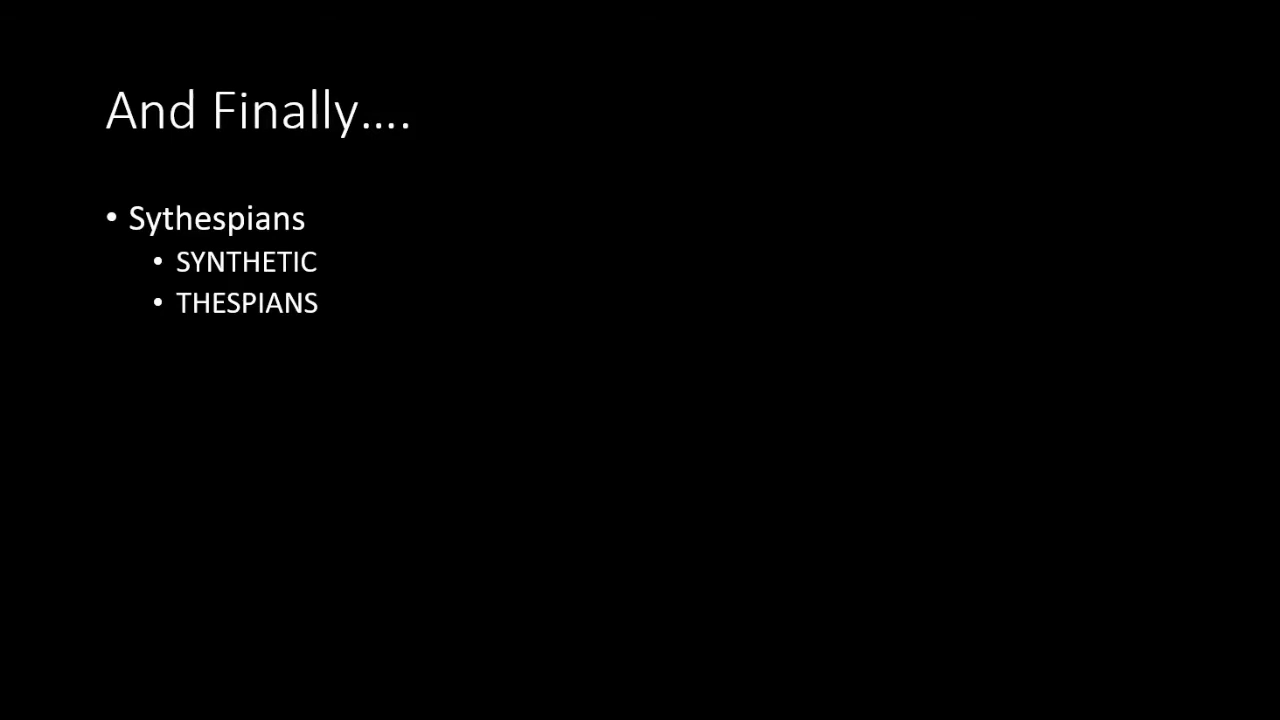 And Finally....
• Sythespians
• SYNTHETIC
• THESPIANS